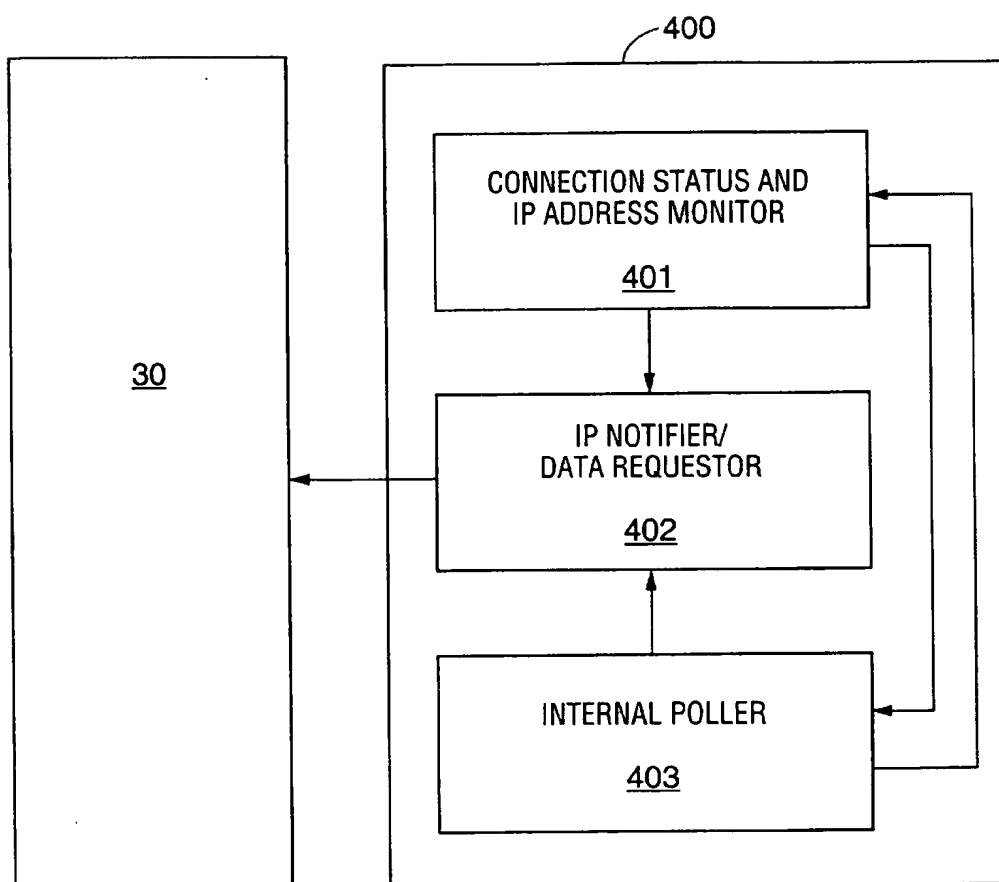 400
CONNECTION STATUS AND
IP ADDRESS MONITOR
401
30
IP NOTIFIER/
DATA REQUESTOR
402
INTERNAL POLLER
403